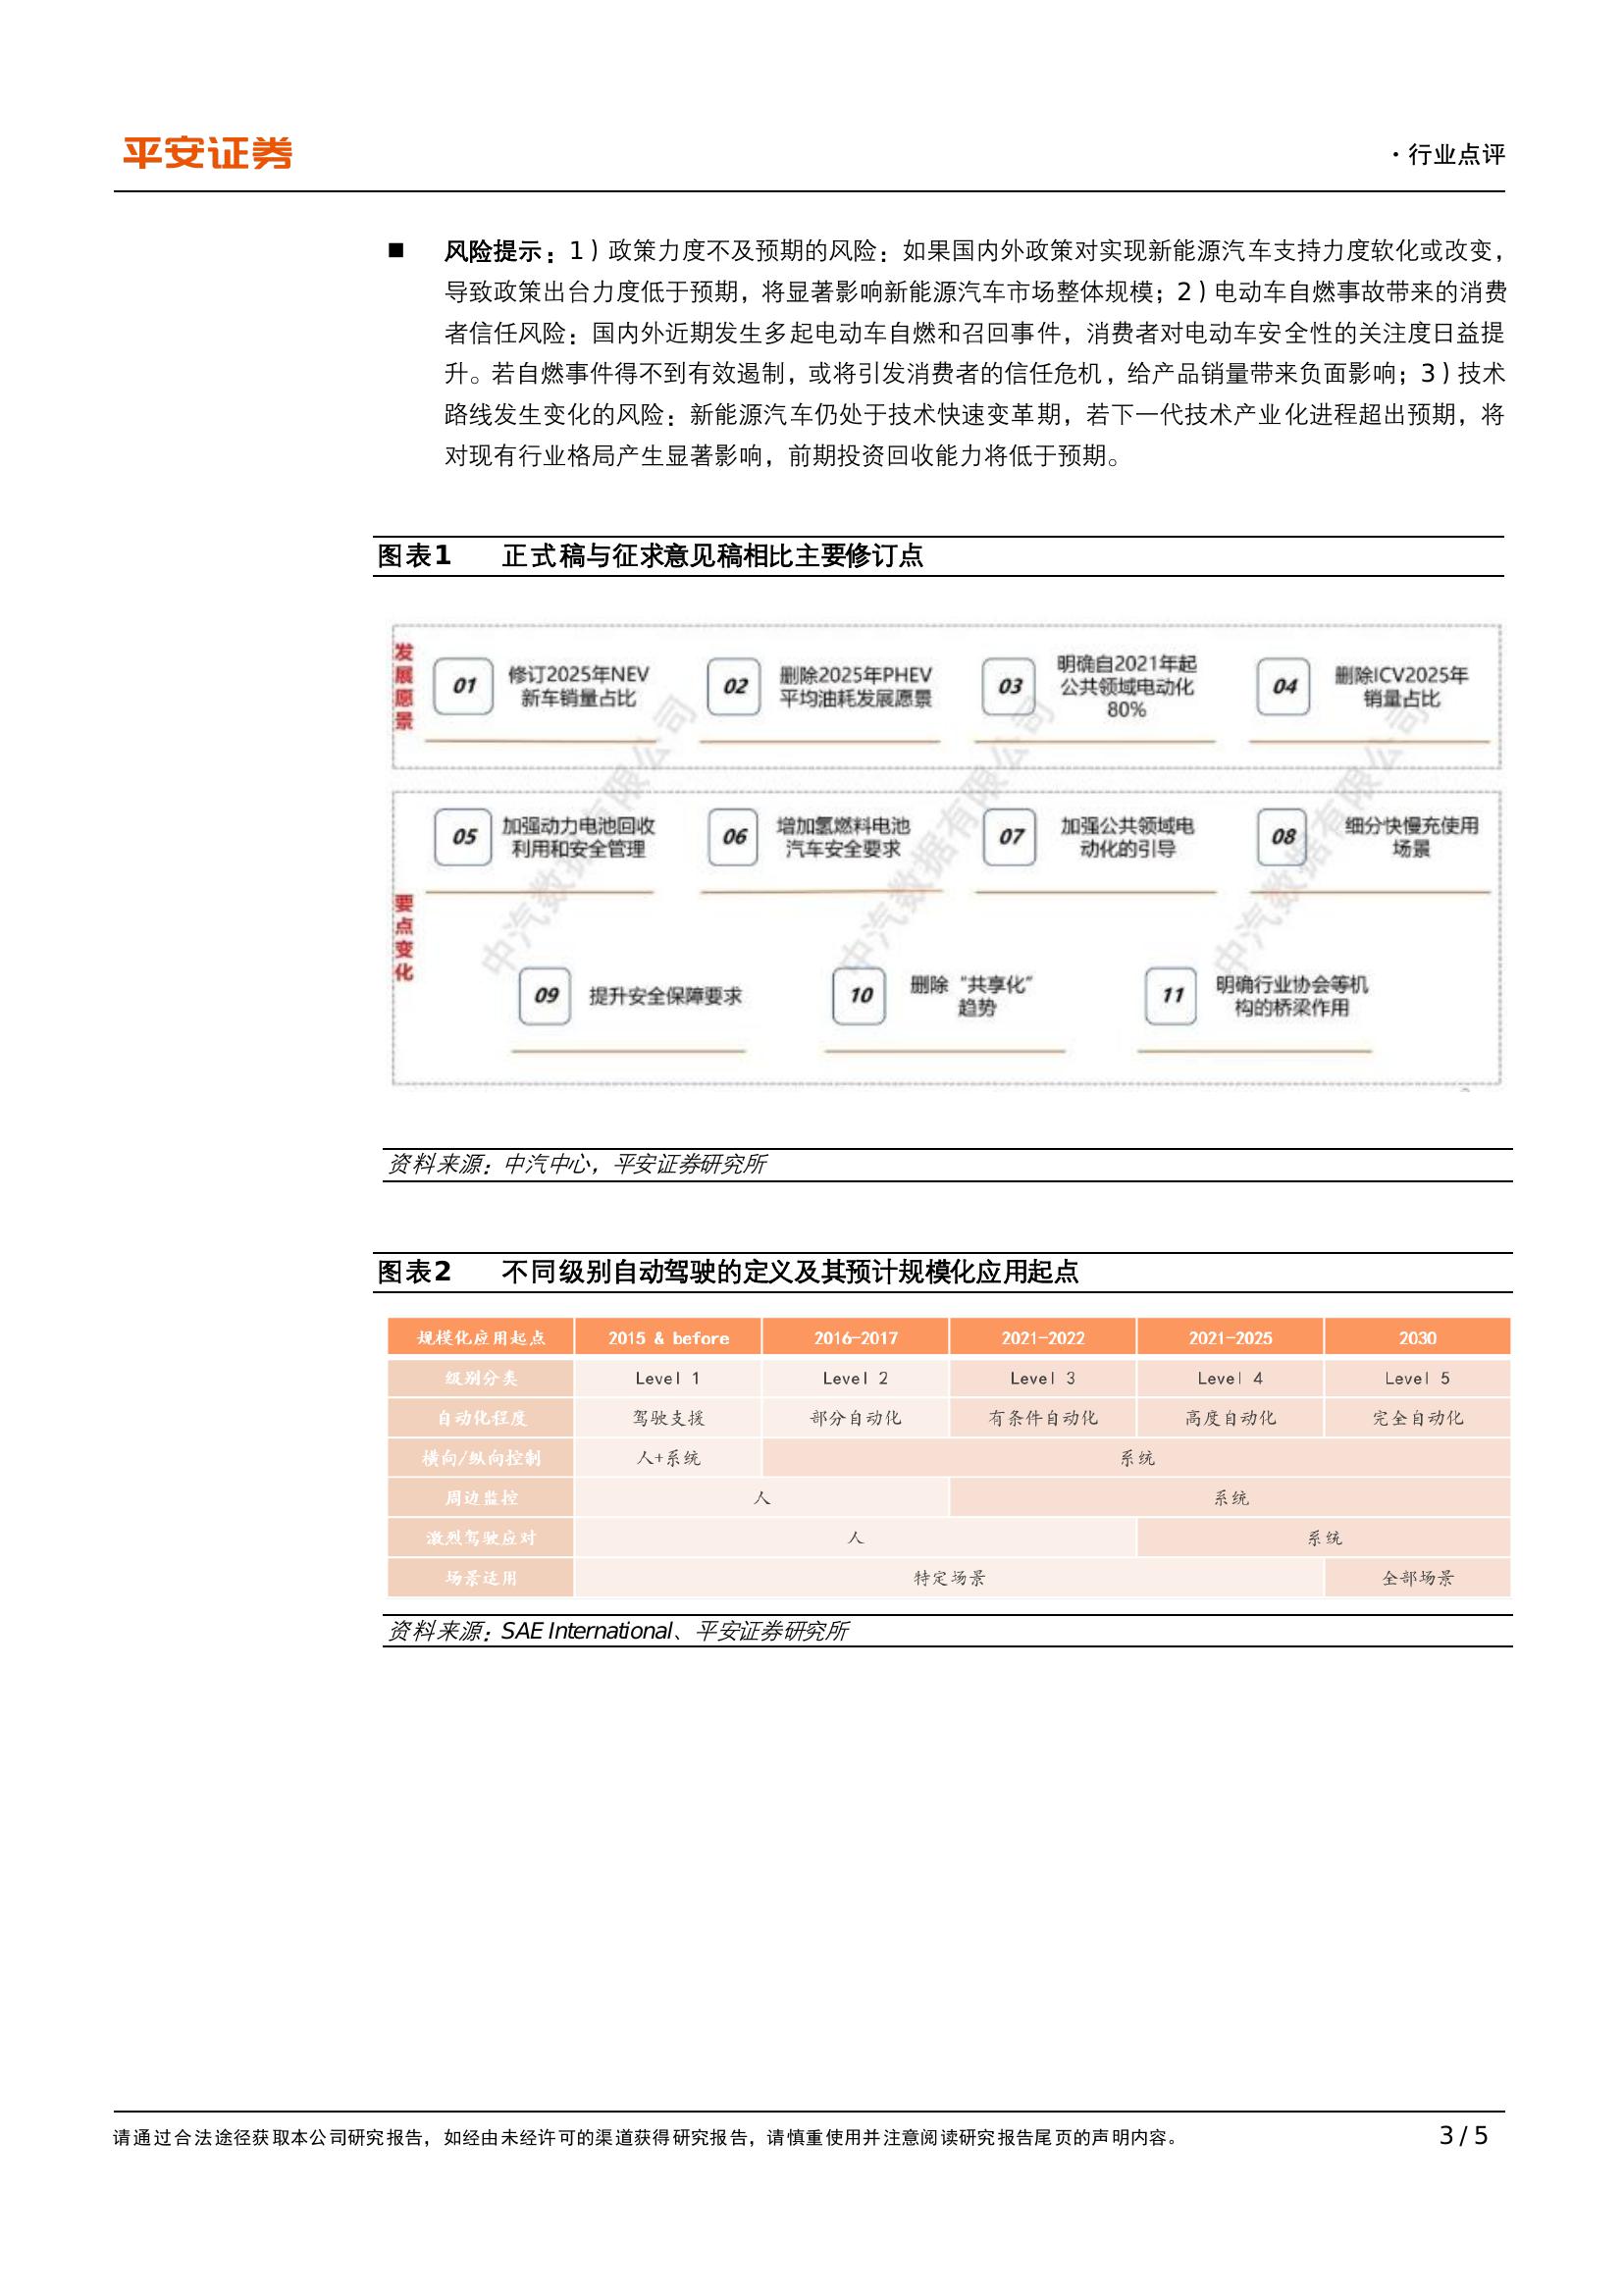 平安证券
·行业点评
■ 风险提示：1）政策力度不及预期的风险：如果国内外政策对实现新能源汽车支持力度软化或改变，
导致政策出台力度低于预期，将显著影响新能源汽车市场整体规模；2）电动车自燃事故带来的消费
者信任风险：国内外近期发生多起电动车自燃和召回事件，消费者对电动车安全性的关注度日益提
升。若自燃事件得不到有效遏制，或将引发消费者的信任危机，给产品销量带来负面影响；3）技术
路线发生变化的风险：新能源汽车仍处于技术快速变革期，若下一代技术产业化进程超出预期，将
对现有行业格局产生显著影响，前期投资回收能力将低于预期。
图表1 正式稿与征求意见稿相比主要修订点
发展愿景
01 修订2025年NEV
新车销量占比
02 删除2025年PHEV
平均油耗发展愿景
03 明确自2021年起
公共领域电动化
80%
04 删除ICV2025年
销量占比
要点变化
05 加强动力电池回收
利用和安全管理
06 增加氢燃料电池
汽车安全要求
07 加强公共领域电
动化的引导
08 细分快慢充使用
场景
09 提升安全保障要求
10 删除“共享化”
趋势
11 明确行业协会等机
构的桥梁作用
中汽数据有限公司
中汽数据有限公司
中汽数据有限公司
资料来源：中汽中心，平安证券研究所
图表2 不同级别自动驾驶的定义及其预计规模化应用起点
规模化应用起点 2015 & before 2016-2017 2021-2022 2021-2025 2030
级别分类 Level 1 Level 2 Level 3 Level 4 Level 5
自动化程度 驾驶支援 部分自动化 有条件自动化 高度自动化 完全自动化
横向/纵向控制 人+系统 系统
周边监控 人 系统
激烈驾驶应对 人 系统
场景适用 特定场景 全部场景
资料来源：SAE International、平安证券研究所
请通过合法途径获取本公司研究报告，如经由未经许可的渠道获得研究报告，请慎重使用并注意阅读研究报告尾页的声明内容。
3 / 5